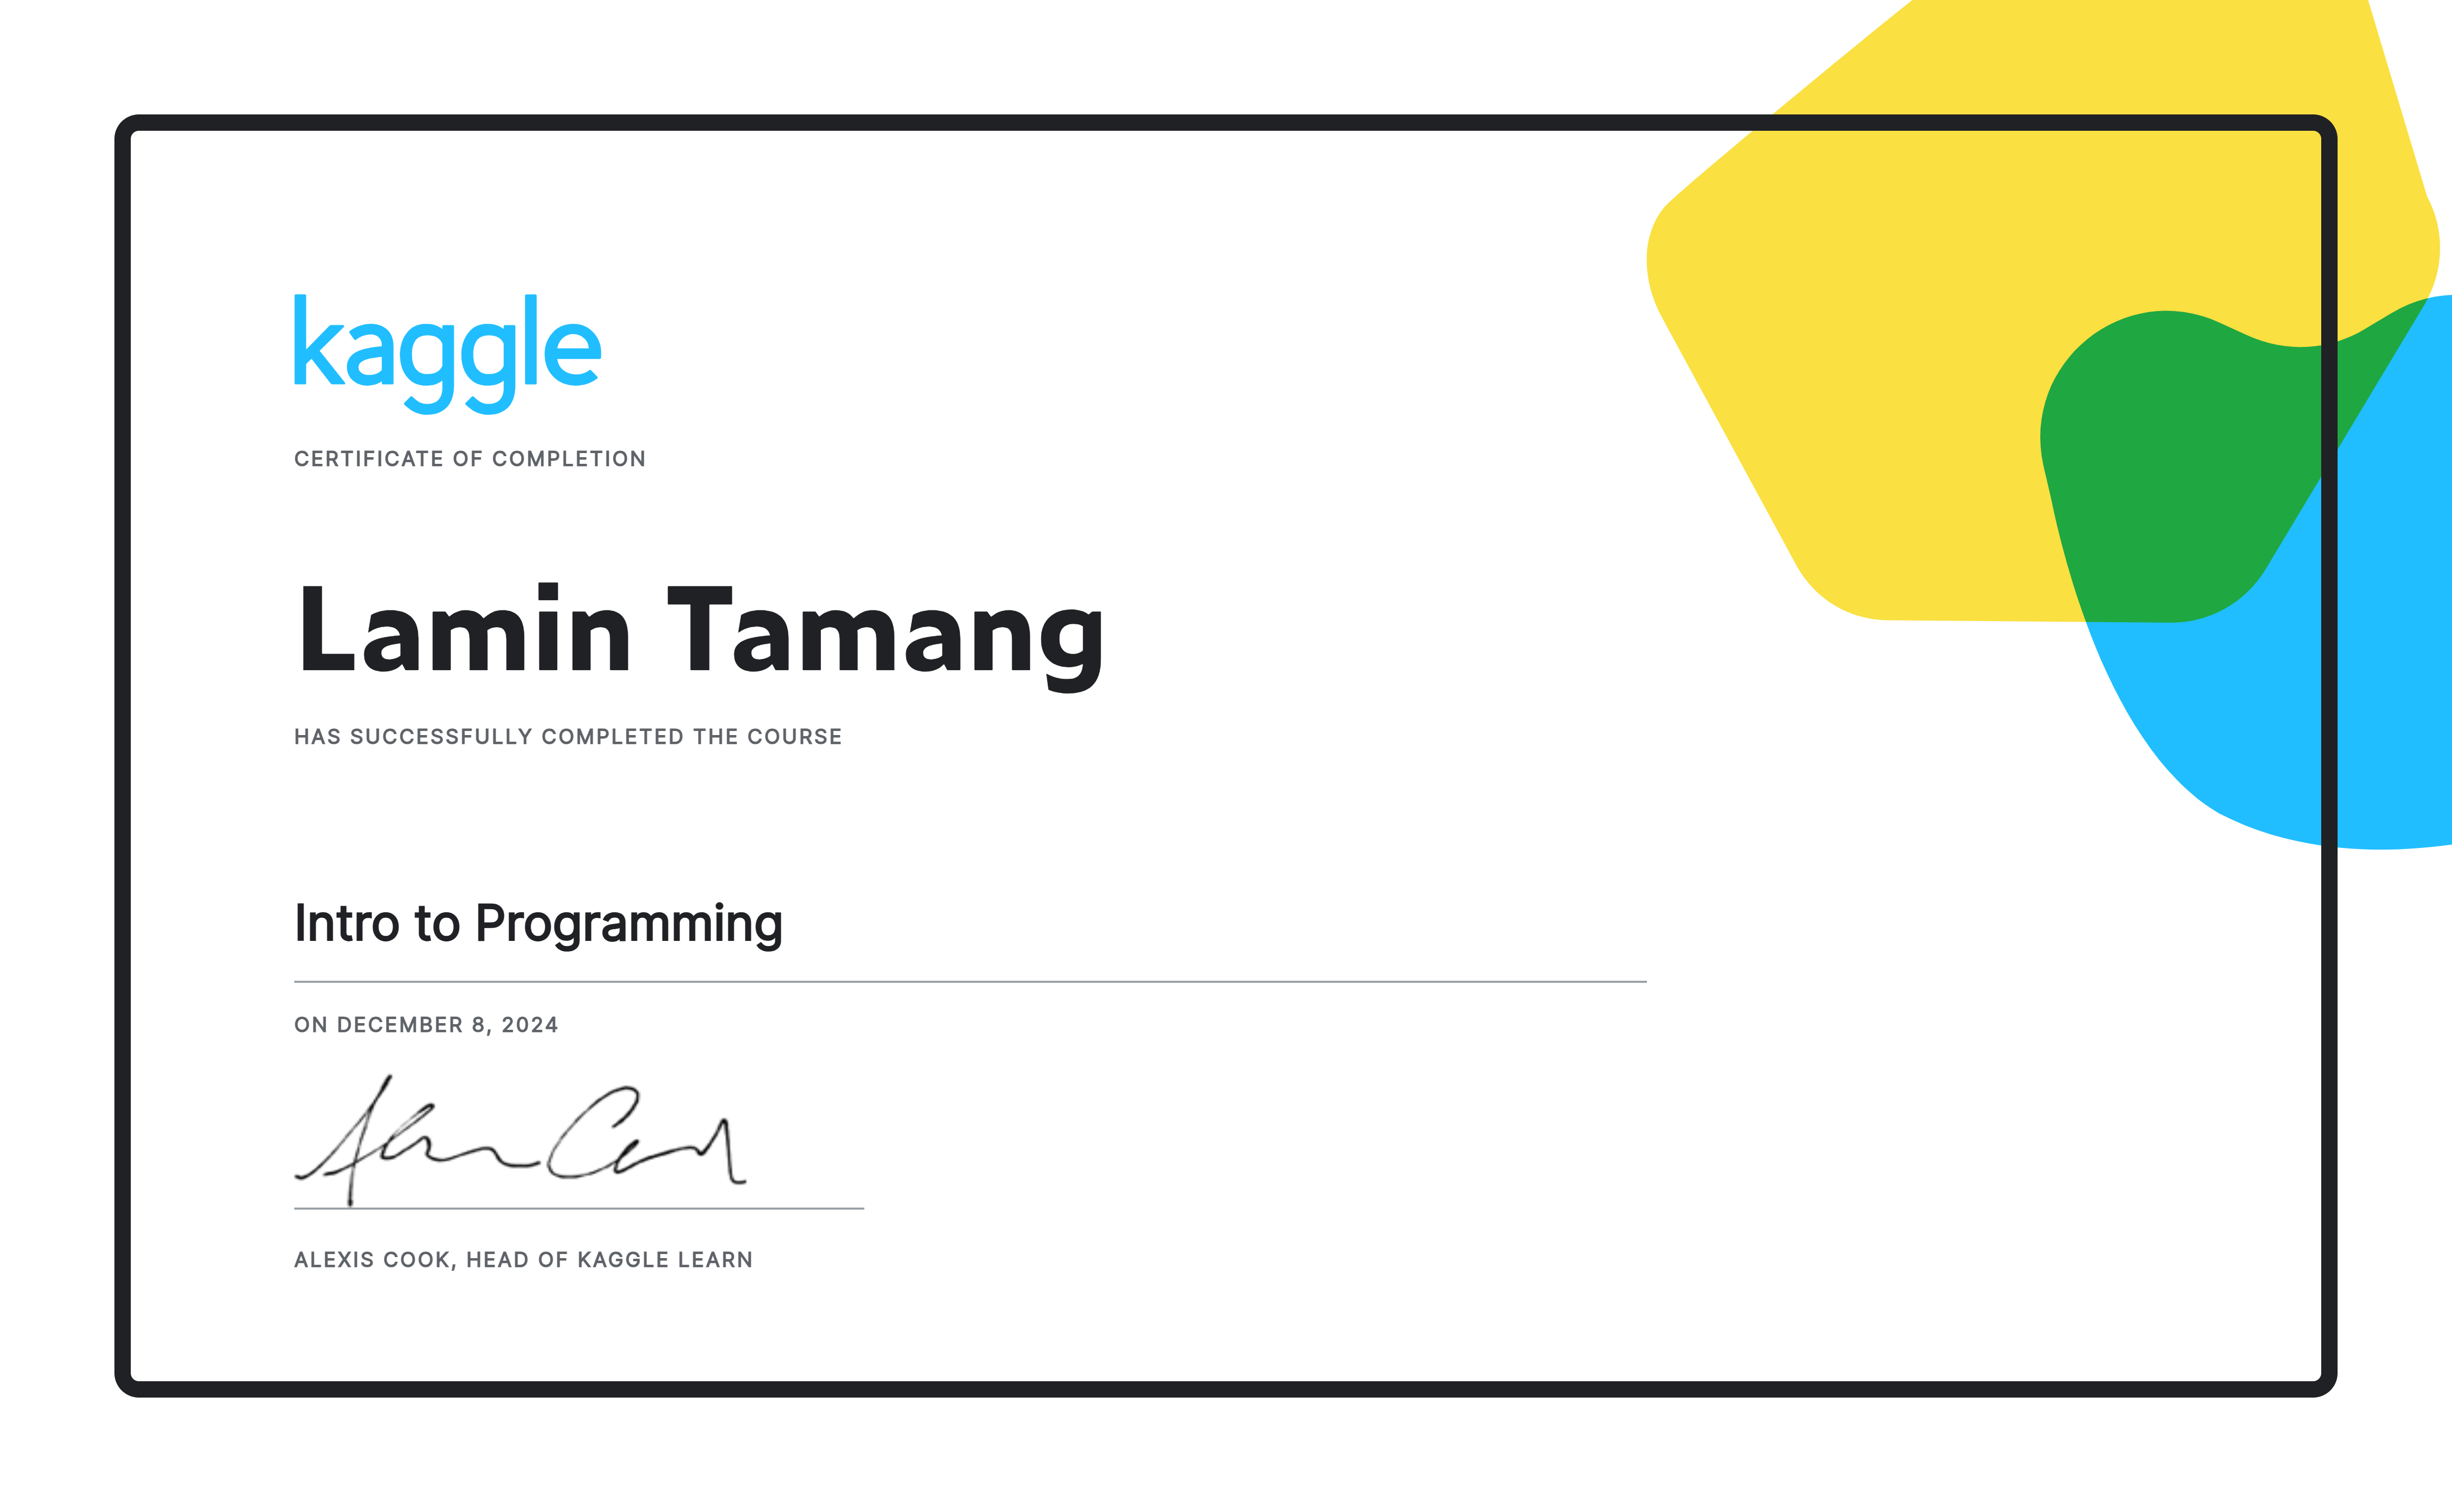 kaggle
CERTIFICATE OF COMPLETION
Lamin Tamang
HAS SUCCESSFULLY COMPLETED THE COURSE
Intro to Programming
ON DECEMBER 8, 2024
ALEXIS COOK, HEAD OF KAGGLE LEARN